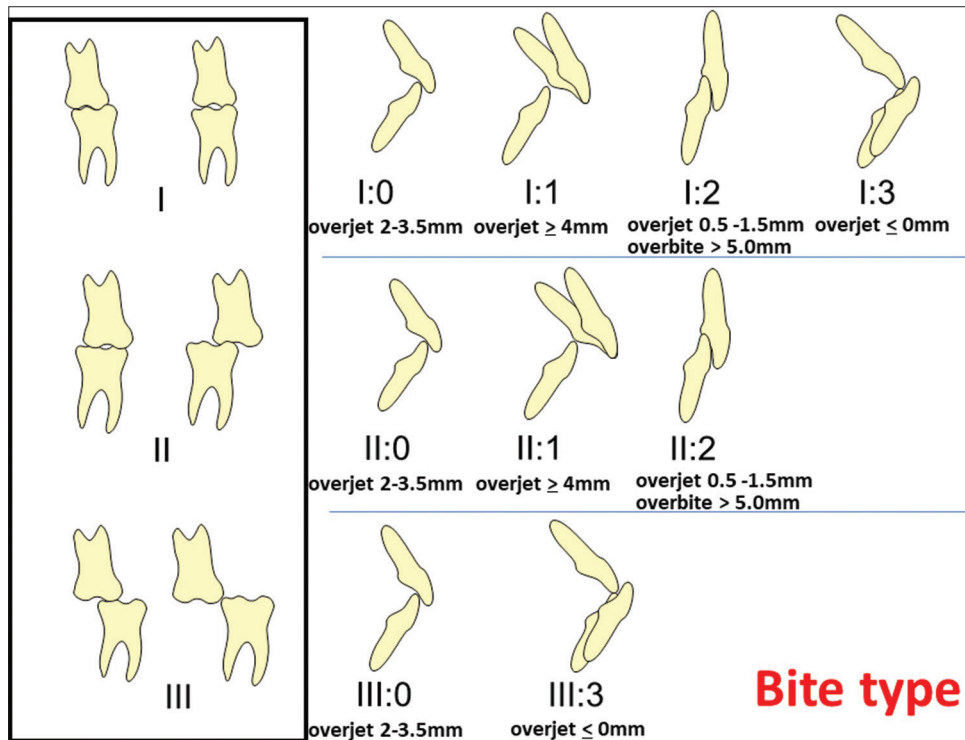 I
I:0
I:1
I:2
I:3
overjet 2-3.5mm
overjet ≥ 4mm
overjet 0.5 -1.5mm
overbite > 5.0mm
overjet ≤ 0mm
II
II:0
II:1
II:2
overjet 2-3.5mm
overjet ≥ 4mm
overjet 0.5 -1.5mm
overbite > 5.0mm
III
III:0
III:3
overjet 2-3.5mm
overjet ≤ 0mm
Bite type